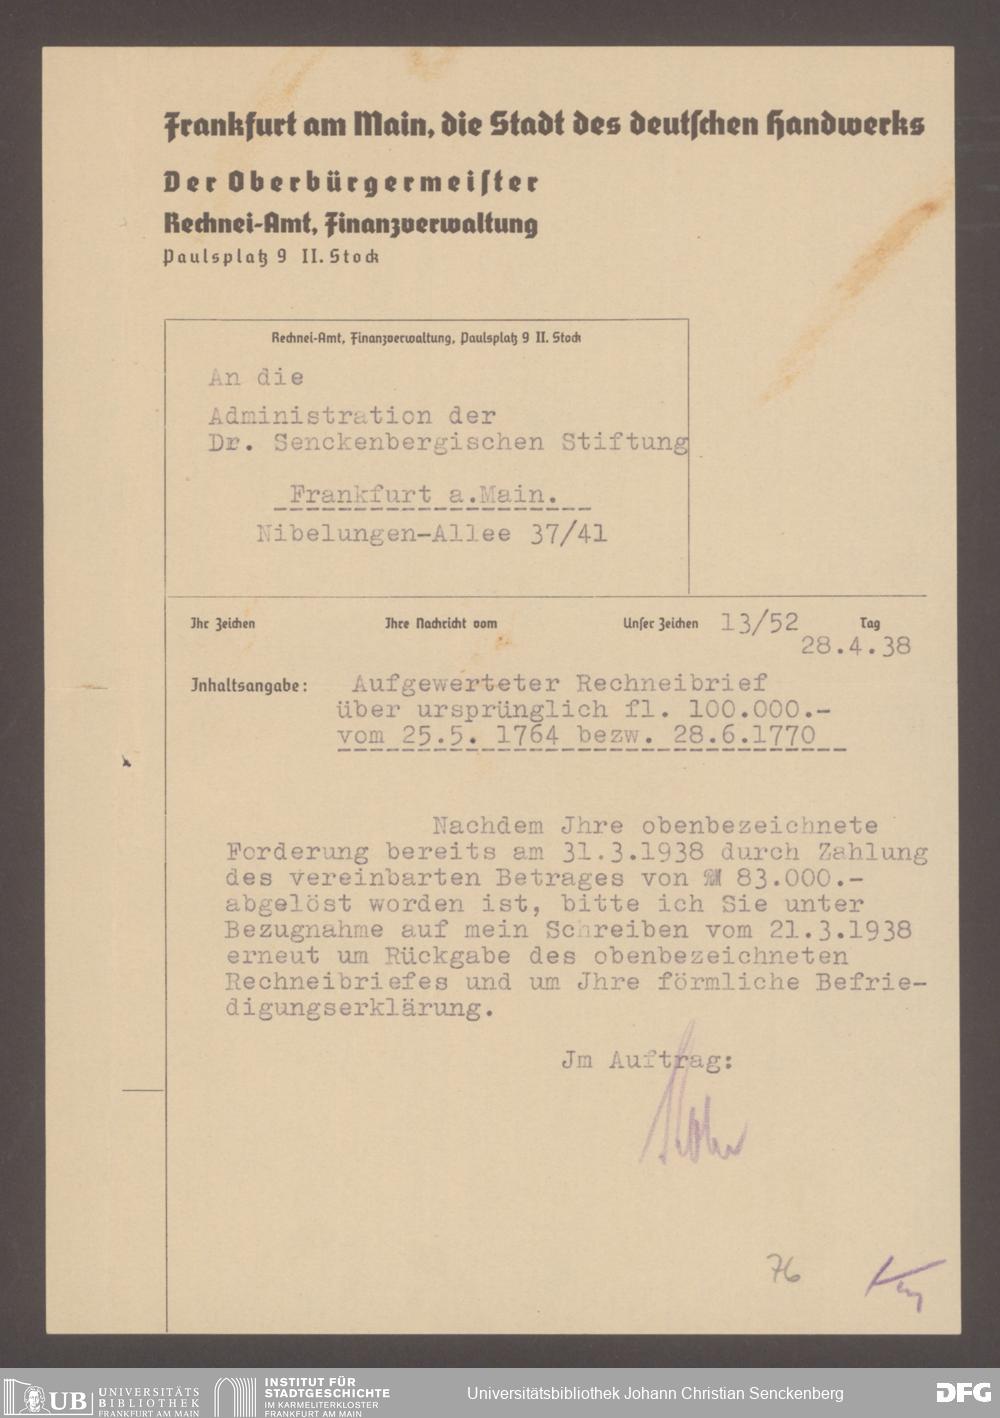 Frankfurt am Main, die Stadt des deutschen Handwerks
Der Oberbürgermeister
Rechnei-Amt, Finanzverwaltung
Paulsplatz 9 II. Stock
Rechnei-Amt, Finanzverwaltung, Paulsplatz 9 II. Stock
An die
Administration der
Dr. Senckenbergischen Stiftung
Frankfurt a.Main.
Nibelungen-Allee 37/41
Ihr Zeichen Ihre Nachricht vom Unser Zeichen 13/52 Tag
28.4.38
Inhaltsangabe: Aufgewerteter Rechneibrief
über ursprünglich fl. 100.000.-
vom 25.5. 1764 bezw. 28.6.1770
Nachdem Jhre obenbezeichnete
Forderung bereits am 31.3.1938 durch Zahlung
des vereinbarten Betrages von RM 83.000.-
abgelöst worden ist, bitte ich Sie unter
Bezugnahme auf mein Schreiben vom 21.3.1938
erneut um Rückgabe des obenbezeichneten
Rechneibriefes und um Jhre förmliche Befrie-
digungserklärung.
Jm Auftrag:
76
UB UNIVERSITÄTS
BIBLIOTHEK
FRANKFURT AM MAIN
INSTITUT FÜR
STADTGESCHICHTE
IM KARMELITERKLOSTER
FRANKFURT AM MAIN
Universitätsbibliothek Johann Christian Senckenberg
DFG